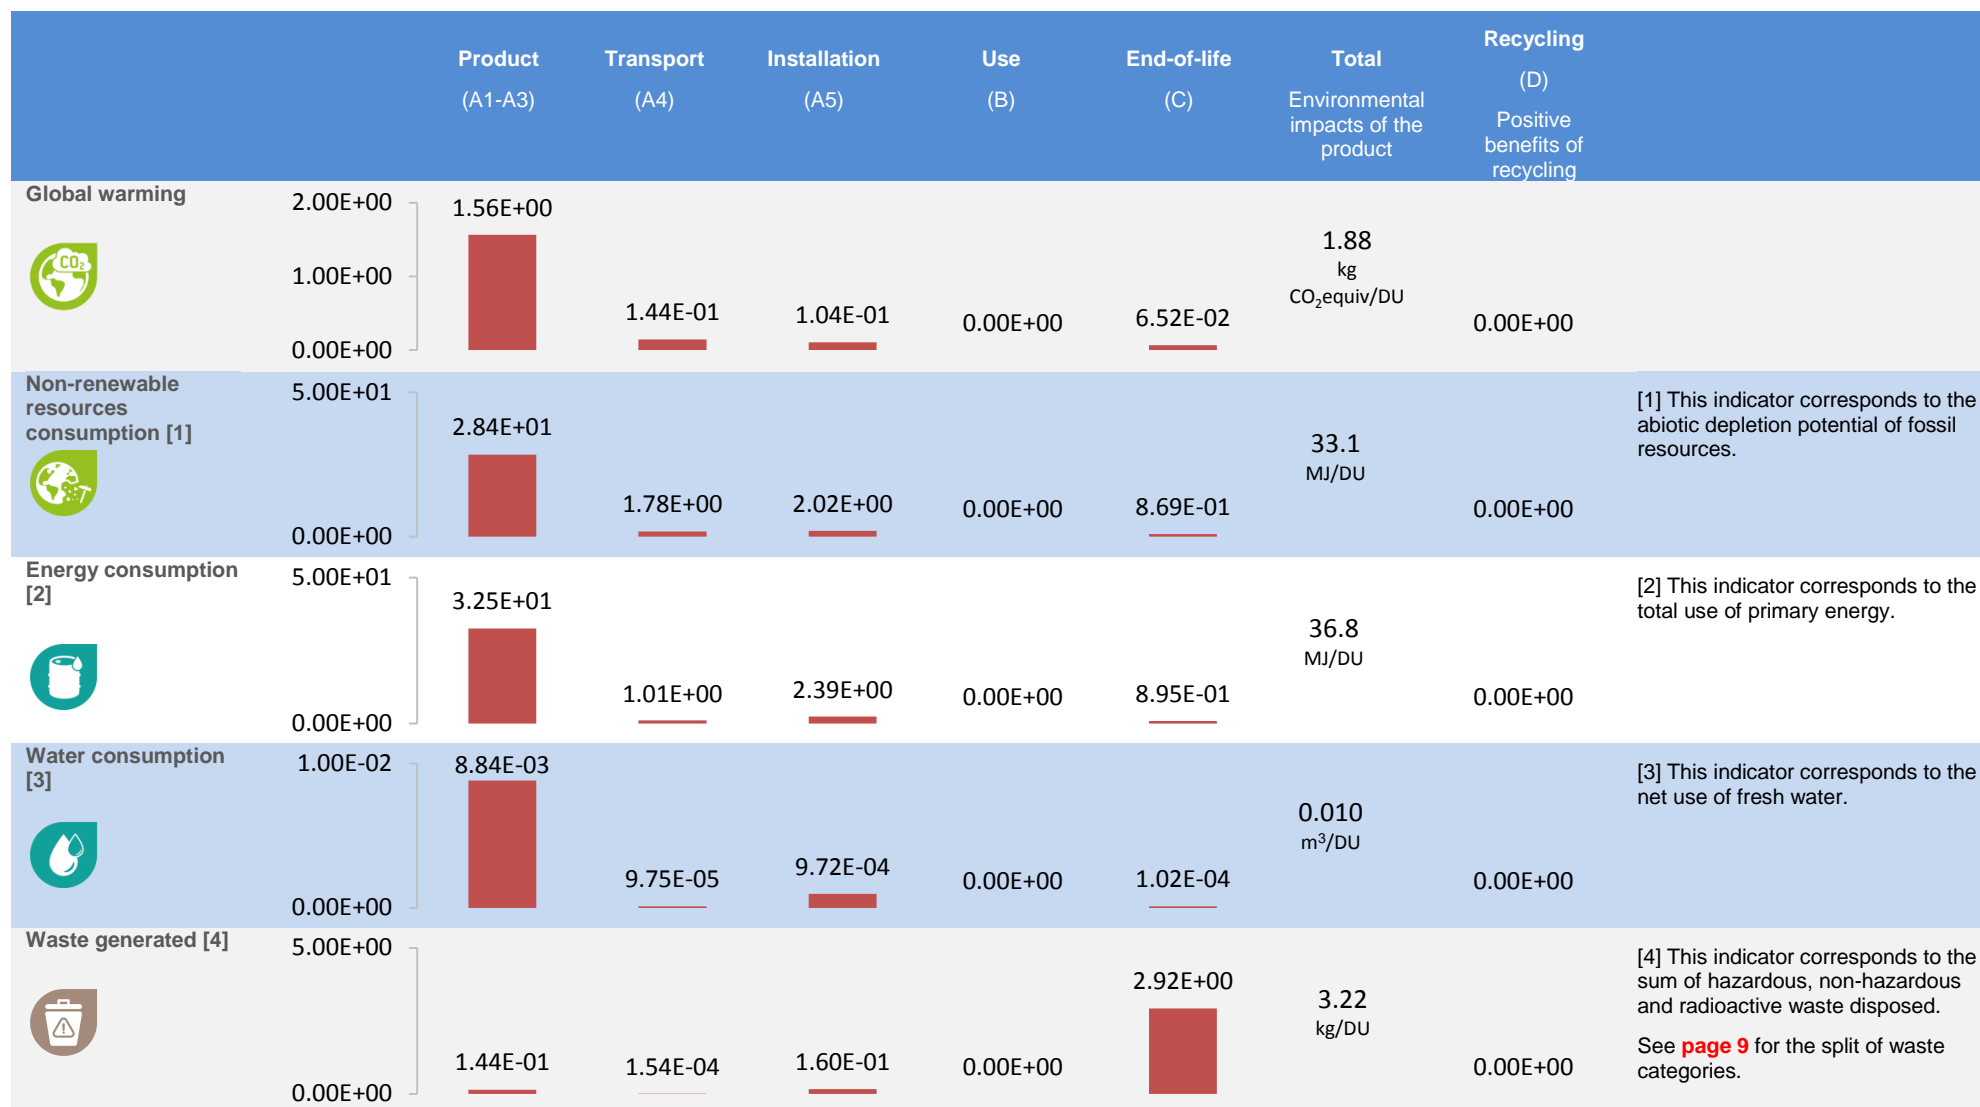 Product
(A1-A3)
Transport
(A4)
Installation
(A5)
Use
(B)
End-of-life
(C)
Total
Environmental
impacts of the
product
Recycling
(D)
Positive
benefits of
recycling
Global warming
CO2
2.00E+00
1.00E+00
0.00E+00
1.56E+00
1.44E-01
1.04E-01
0.00E+00
6.52E-02
1.88
kg
CO₂equiv/DU
0.00E+00
Non-renewable
resources
consumption [1]
5.00E+01
0.00E+00
2.84E+01
1.78E+00
2.02E+00
0.00E+00
8.69E-01
33.1
MJ/DU
0.00E+00
[1] This indicator corresponds to the
abiotic depletion potential of fossil
resources.
Energy consumption
[2]
5.00E+01
0.00E+00
3.25E+01
1.01E+00
2.39E+00
0.00E+00
8.95E-01
36.8
MJ/DU
0.00E+00
[2] This indicator corresponds to the
total use of primary energy.
Water consumption
[3]
1.00E-02
0.00E+00
8.84E-03
9.75E-05
9.72E-04
0.00E+00
1.02E-04
0.010
m³/DU
0.00E+00
[3] This indicator corresponds to the
net use of fresh water.
Waste generated [4]
5.00E+00
0.00E+00
1.44E-01
1.54E-04
1.60E-01
0.00E+00
2.92E+00
3.22
kg/DU
0.00E+00
[4] This indicator corresponds to the
sum of hazardous, non-hazardous
and radioactive waste disposed.
See page 9 for the split of waste
categories.